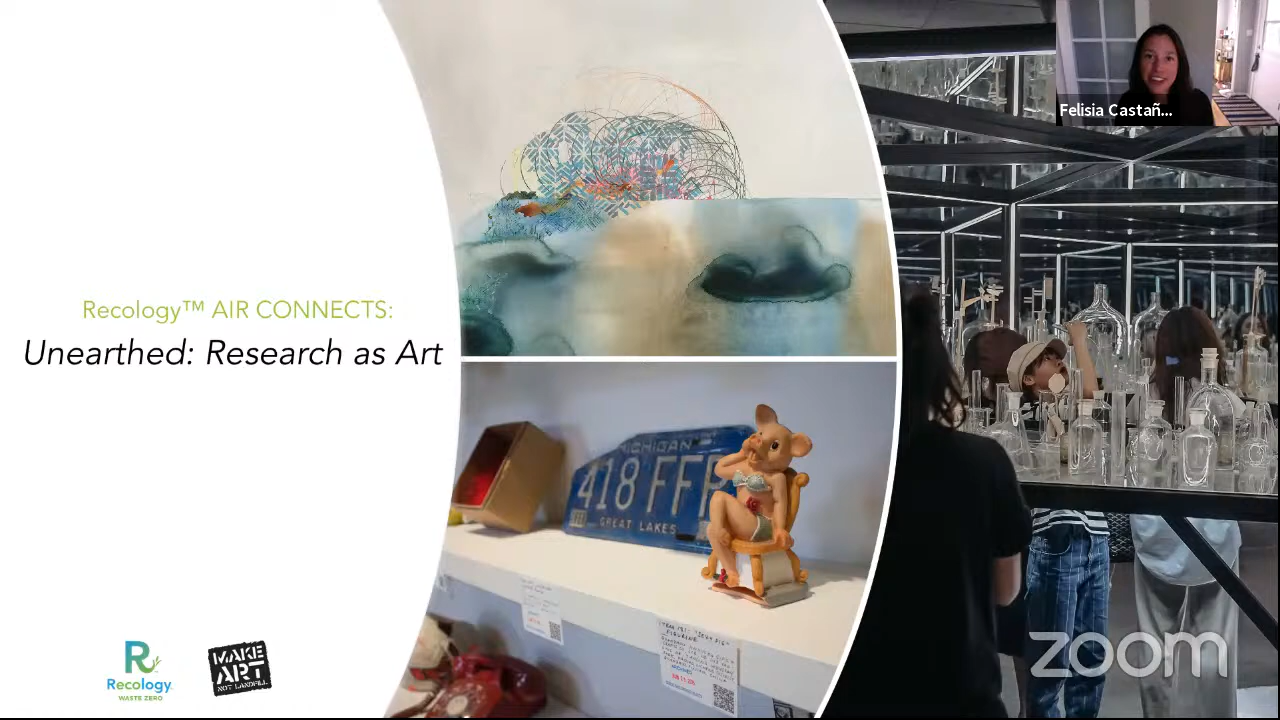 Recology™ AIR CONNECTS:
Unearthed: Research as Art
Recology
WASTE ZERO
MAKE
ART
NOT LANDFILL
MICHIGAN
418 FFP
GREAT LAKES
Felisia Castañ...
zoom